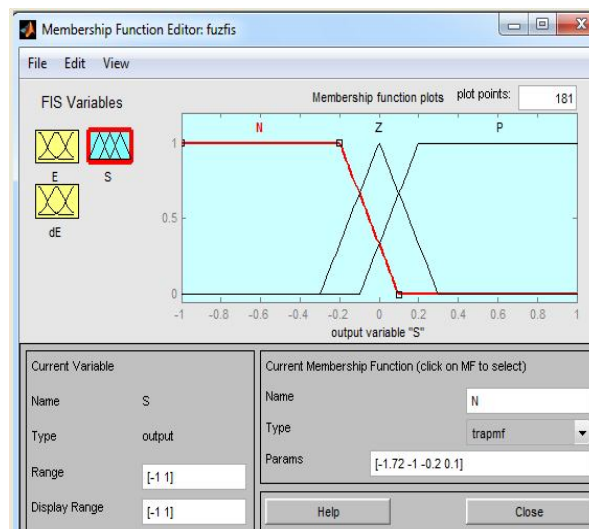 Membership Function Editor: fuzfis
File Edit View
FIS Variables
Membership function plots plot points: 181
E
S
dE
N Z P
1
0.5
0
-1 -0.8 -0.6 -0.4 -0.2 0 0.2 0.4 0.6 0.8 1
output variable "S"
Current Variable
Name S
Type output
Range [-1 1]
Display Range [-1 1]
Current Membership Function (click on MF to select)
Name N
Type trapmf
Params [-1.72 -1 -0.2 0.1]
Help Close